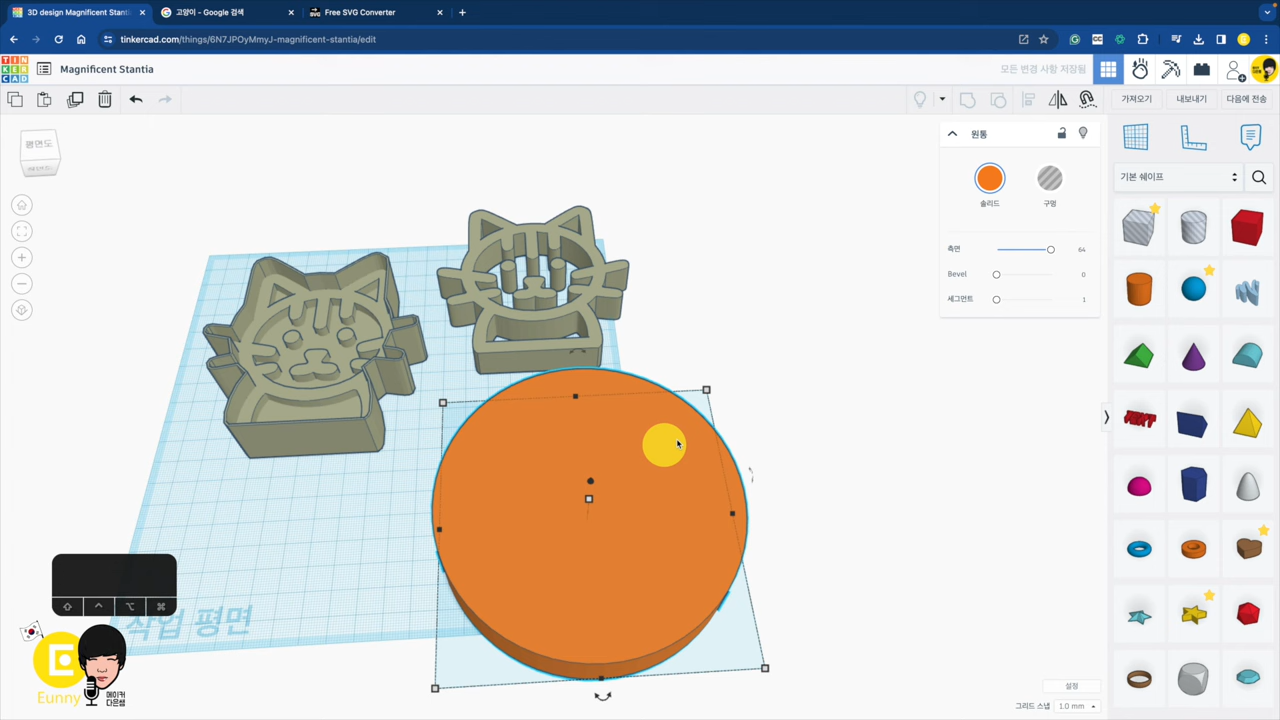 3D design Magnificent Stanti
고양이 - Google 검색
Free SVG Converter
tinkercad.com/things/6N7JPOyMmyJ-magnificent-stantia/edit
TIN
KER
CAD
Magnificent Stantia
모든 변경 사항 저장됨
가져오기
내보내기
다음에 전송
평면도
원통
솔리드
구멍
측면
64
Bevel
0
세그먼트
1
기본 쉐이프
작업 평면
Eunny
메이커
다은쌤
설정
그리드 스냅
1.0 mm